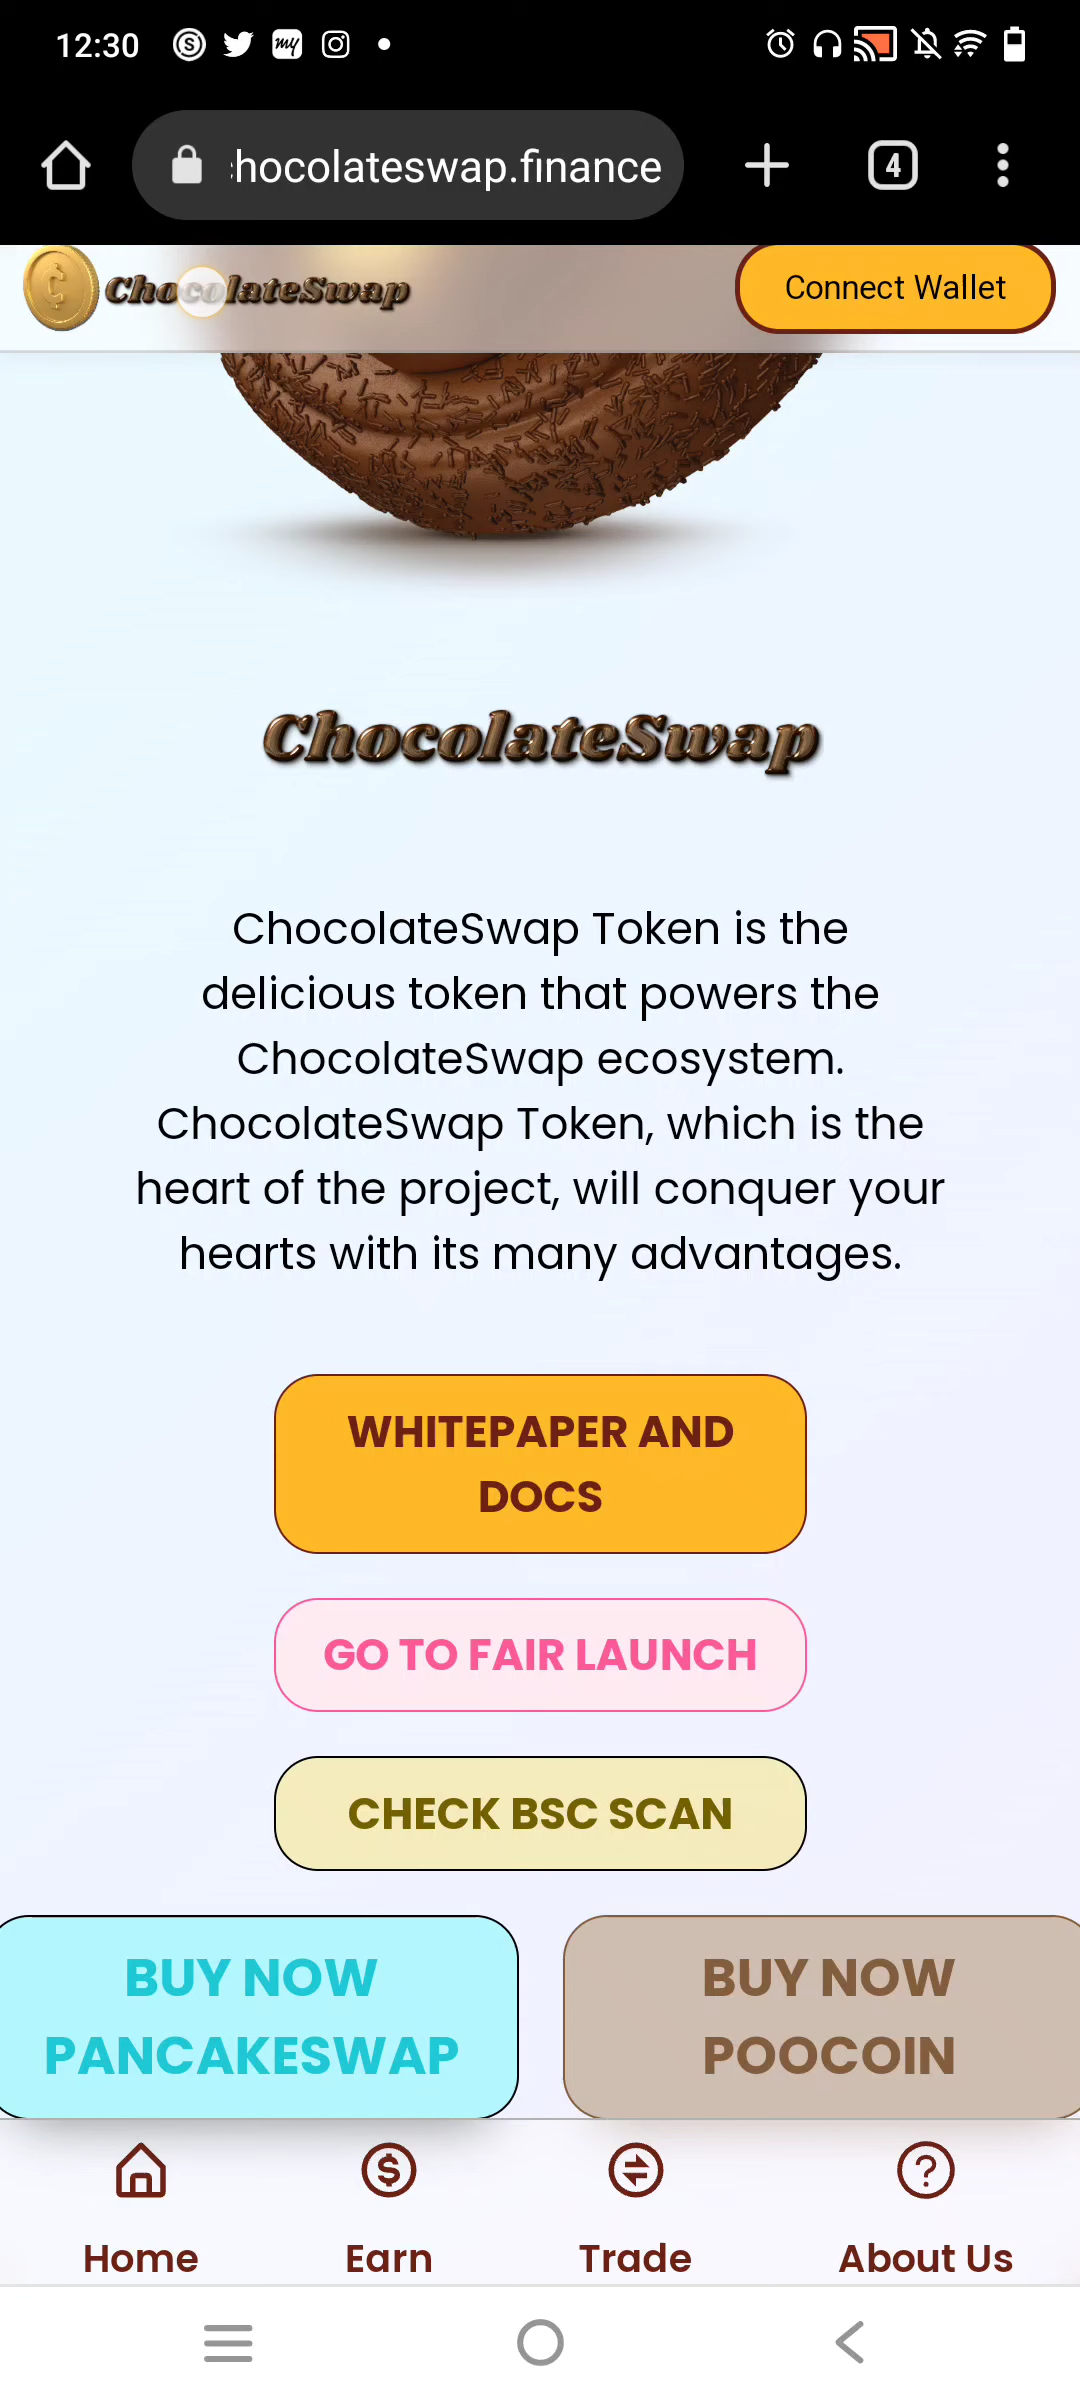 12:30
hocolateswap.finance
4
ChocolateSwap
Connect Wallet
ChocolateSwap
ChocolateSwap Token is the
delicious token that powers the
ChocolateSwap ecosystem.
ChocolateSwap Token, which is the
heart of the project, will conquer your
hearts with its many advantages.
WHITEPAPER AND
DOCS
GO TO FAIR LAUNCH
CHECK BSC SCAN
BUY NOW
PANCAKESWAP
BUY NOW
POOCOIN
Home
Earn
Trade
About Us